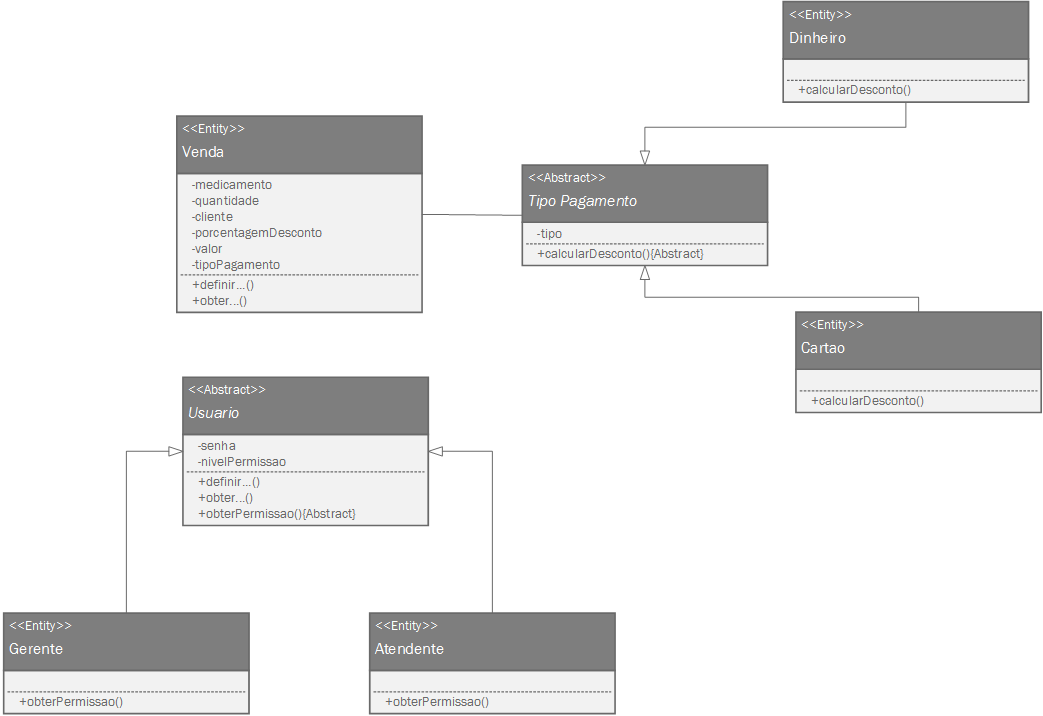 <<Entity>>
Dinheiro
+calcularDesconto()
<<Entity>>
Venda
-medicamento
-quantidade
-cliente
-porcentagemDesconto
-valor
-tipoPagamento
+definir...()
+obter...()
<<Abstract>>
Tipo Pagamento
-tipo
+calcularDesconto(){Abstract}
<<Entity>>
Cartao
+calcularDesconto()
<<Abstract>>
Usuario
-senha
-nivelPermissao
+definir...()
+obter...()
+obterPermissao(){Abstract}
<<Entity>>
Gerente
+obterPermissao()
<<Entity>>
Atendente
+obterPermissao()